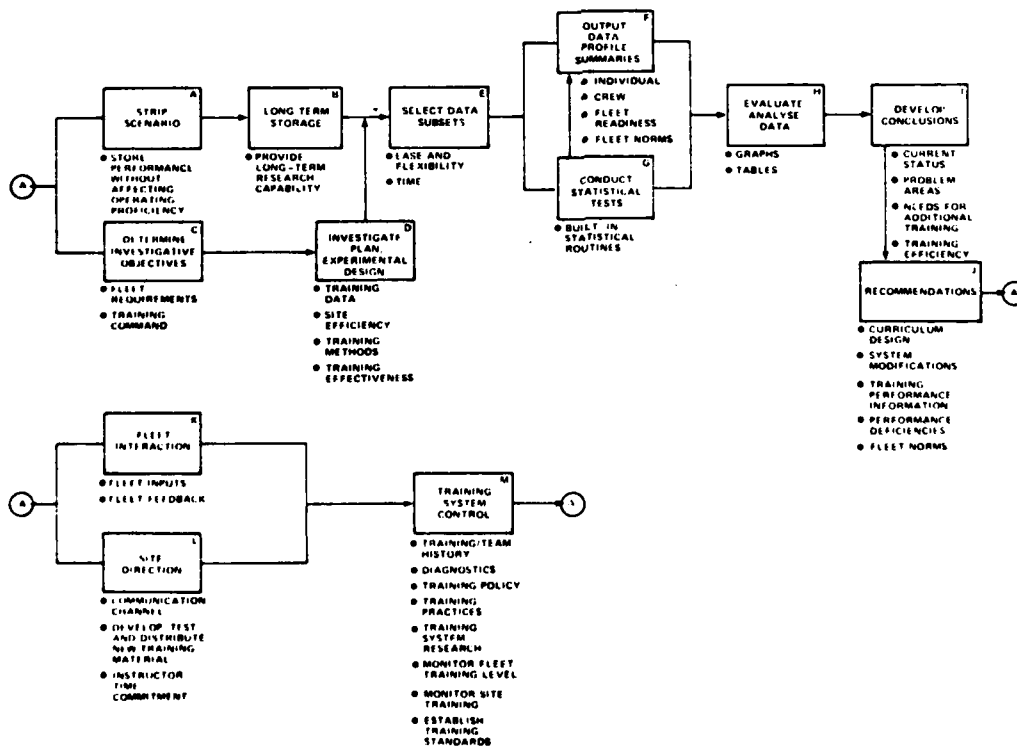 A
STRIP
SCENARIO
A
● STORE
PERFORMANCE
WITHOUT
AFFECTING
OPERATING
PROFICIENCY
LONG TERM
STORAGE
B
● PROVIDE
LONG-TERM
RESEARCH
CAPABILITY
DETERMINE
INVESTIGATIVE
OBJECTIVES
C
● FLEET
REQUIREMENTS
● TRAINING
COMMAND
INVESTIGATE
PLAN,
EXPERIMENTAL
DESIGN
D
● TRAINING
DATA
● SITE
EFFICIENCY
● TRAINING
METHODS
● TRAINING
EFFECTIVENESS
SELECT DATA
SUBSETS
E
● EASE AND
FLEXIBILITY
● TIME
OUTPUT
DATA
PROFILE
SUMMARIES
F
● INDIVIDUAL
● CREW
● FLEET
READINESS
● FLEET NORMS
CONDUCT
STATISTICAL
TESTS
G
● BUILT IN
STATISTICAL
ROUTINES
EVALUATE
ANALYSE
DATA
H
● GRAPHS
● TABLES
DEVELOP
CONCLUSIONS
I
● CURRENT
STATUS
● PROBLEM
AREAS
● NEEDS FOR
ADDITIONAL
TRAINING
● TRAINING
EFFICIENCY
RECOMMENDATIONS
J
A
● CURRICULUM
DESIGN
● SYSTEM
MODIFICATIONS
● TRAINING
PERFORMANCE
INFORMATION
● PERFORMANCE
DEFICIENCIES
● FLEET NORMS
A
FLEET
INTERACTION
K
● FLEET INPUTS
● FLEET FEEDBACK
SITE
DIRECTION
L
● COMMUNICATION
CHANNEL
● DEVELOP TEST
AND DISTRIBUTE
NEW TRAINING
MATERIAL
● INSTRUCTOR
TIME
COMMITMENT
TRAINING
SYSTEM
CONTROL
M
● TRAINING/TEAM
HISTORY
● DIAGNOSTICS
● TRAINING POLICY
● TRAINING
PRACTICES
● TRAINING
SYSTEM
RESEARCH
● MONITOR FLEET
TRAINING LEVEL
● MONITOR SITE
TRAINING
● ESTABLISH
TRAINING
STANDARDS